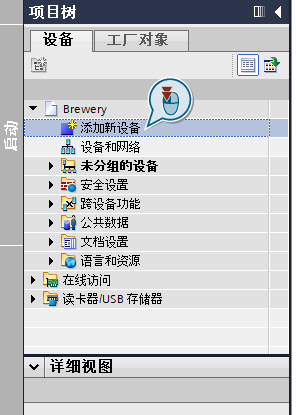 项目树
设备
工厂对象
启动
Brewery
添加新设备
设备和网络
未分组的设备
安全设置
跨设备功能
公共数据
文档设置
语言和资源
在线访问
读卡器/USB 存储器
详细视图